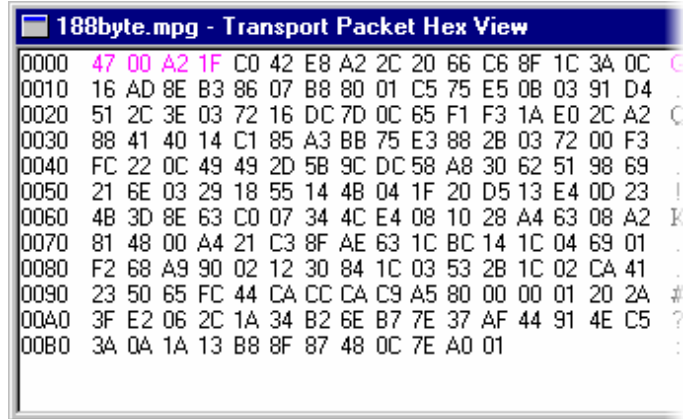 188byte.mpg - Transport Packet Hex View
0000 47 00 A2 1F C0 42 E8 A2 2C 20 66 C6 8F 1C 3A 0C G
0010 16 AD 8E B3 86 07 B8 80 01 C5 75 E5 0B 03 91 D4 .
0020 51 2C 3E 03 72 16 DC 7D 0C 65 F1 F3 1A E0 2C A2 Q
0030 88 41 40 14 C1 85 A3 BB 75 E3 88 2B 03 72 00 F3 .
0040 FC 22 0C 49 49 2D 5B 9C DC 58 A8 30 62 51 98 69 .
0050 21 6E 03 29 18 55 14 4B 04 1F 20 D5 13 E4 0D 23 !
0060 4B 3D 8E 63 C0 07 34 4C E4 08 10 28 A4 63 08 A2 K
0070 81 48 00 A4 21 C3 8F AE 63 1C BC 14 1C 04 69 01 .
0080 F2 68 A9 90 02 12 30 84 1C 03 53 2B 1C 02 CA 41 .
0090 23 50 65 FC 44 CA CC CA C9 A5 80 00 00 01 20 2A #
00A0 3F E2 06 2C 1A 34 B2 6E B7 7E 37 AF 44 91 4E C5 ?
00B0 3A 0A 1A 13 B8 8F 87 48 0C 7E A0 01 :